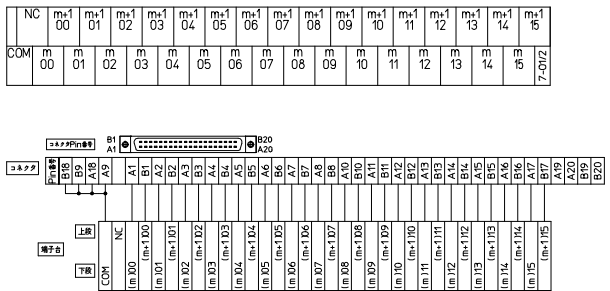 NC m+1 00 m+1 01 m+1 02 m+1 03 m+1 04 m+1 05 m+1 06 m+1 07 m+1 08 m+1 09 m+1 10 m+1 11 m+1 12 m+1 13 m+1 14 m+1 15
COM m 00 m 01 m 02 m 03 m 04 m 05 m 06 m 07 m 08 m 09 m 10 m 11 m 12 m 13 m 14 m 15 7-01/2
コネクタPin番号 B1 B20
A1 A20
コネクタ Pin番号 B18 B9 A18 A9 A1 B1 A2 B2 A3 B3 A4 B4 A5 B5 A6 B6 A7 B7 A8 B8 A10 B10 A11 B11 A12 B12 A13 B13 A14 B14 A15 B15 A16 B16 A17 B17 A19 A20 B19 B20
上段 NC (m+1)00 (m+1)01 (m+1)02 (m+1)03 (m+1)04 (m+1)05 (m+1)06 (m+1)07 (m+1)08 (m+1)09 (m+1)10 (m+1)11 (m+1)12 (m+1)13 (m+1)14 (m+1)15
端子台
下段 COM (m)00 (m)01 (m)02 (m)03 (m)04 (m)05 (m)06 (m)07 (m)08 (m)09 (m)10 (m)11 (m)12 (m)13 (m)14 (m)15